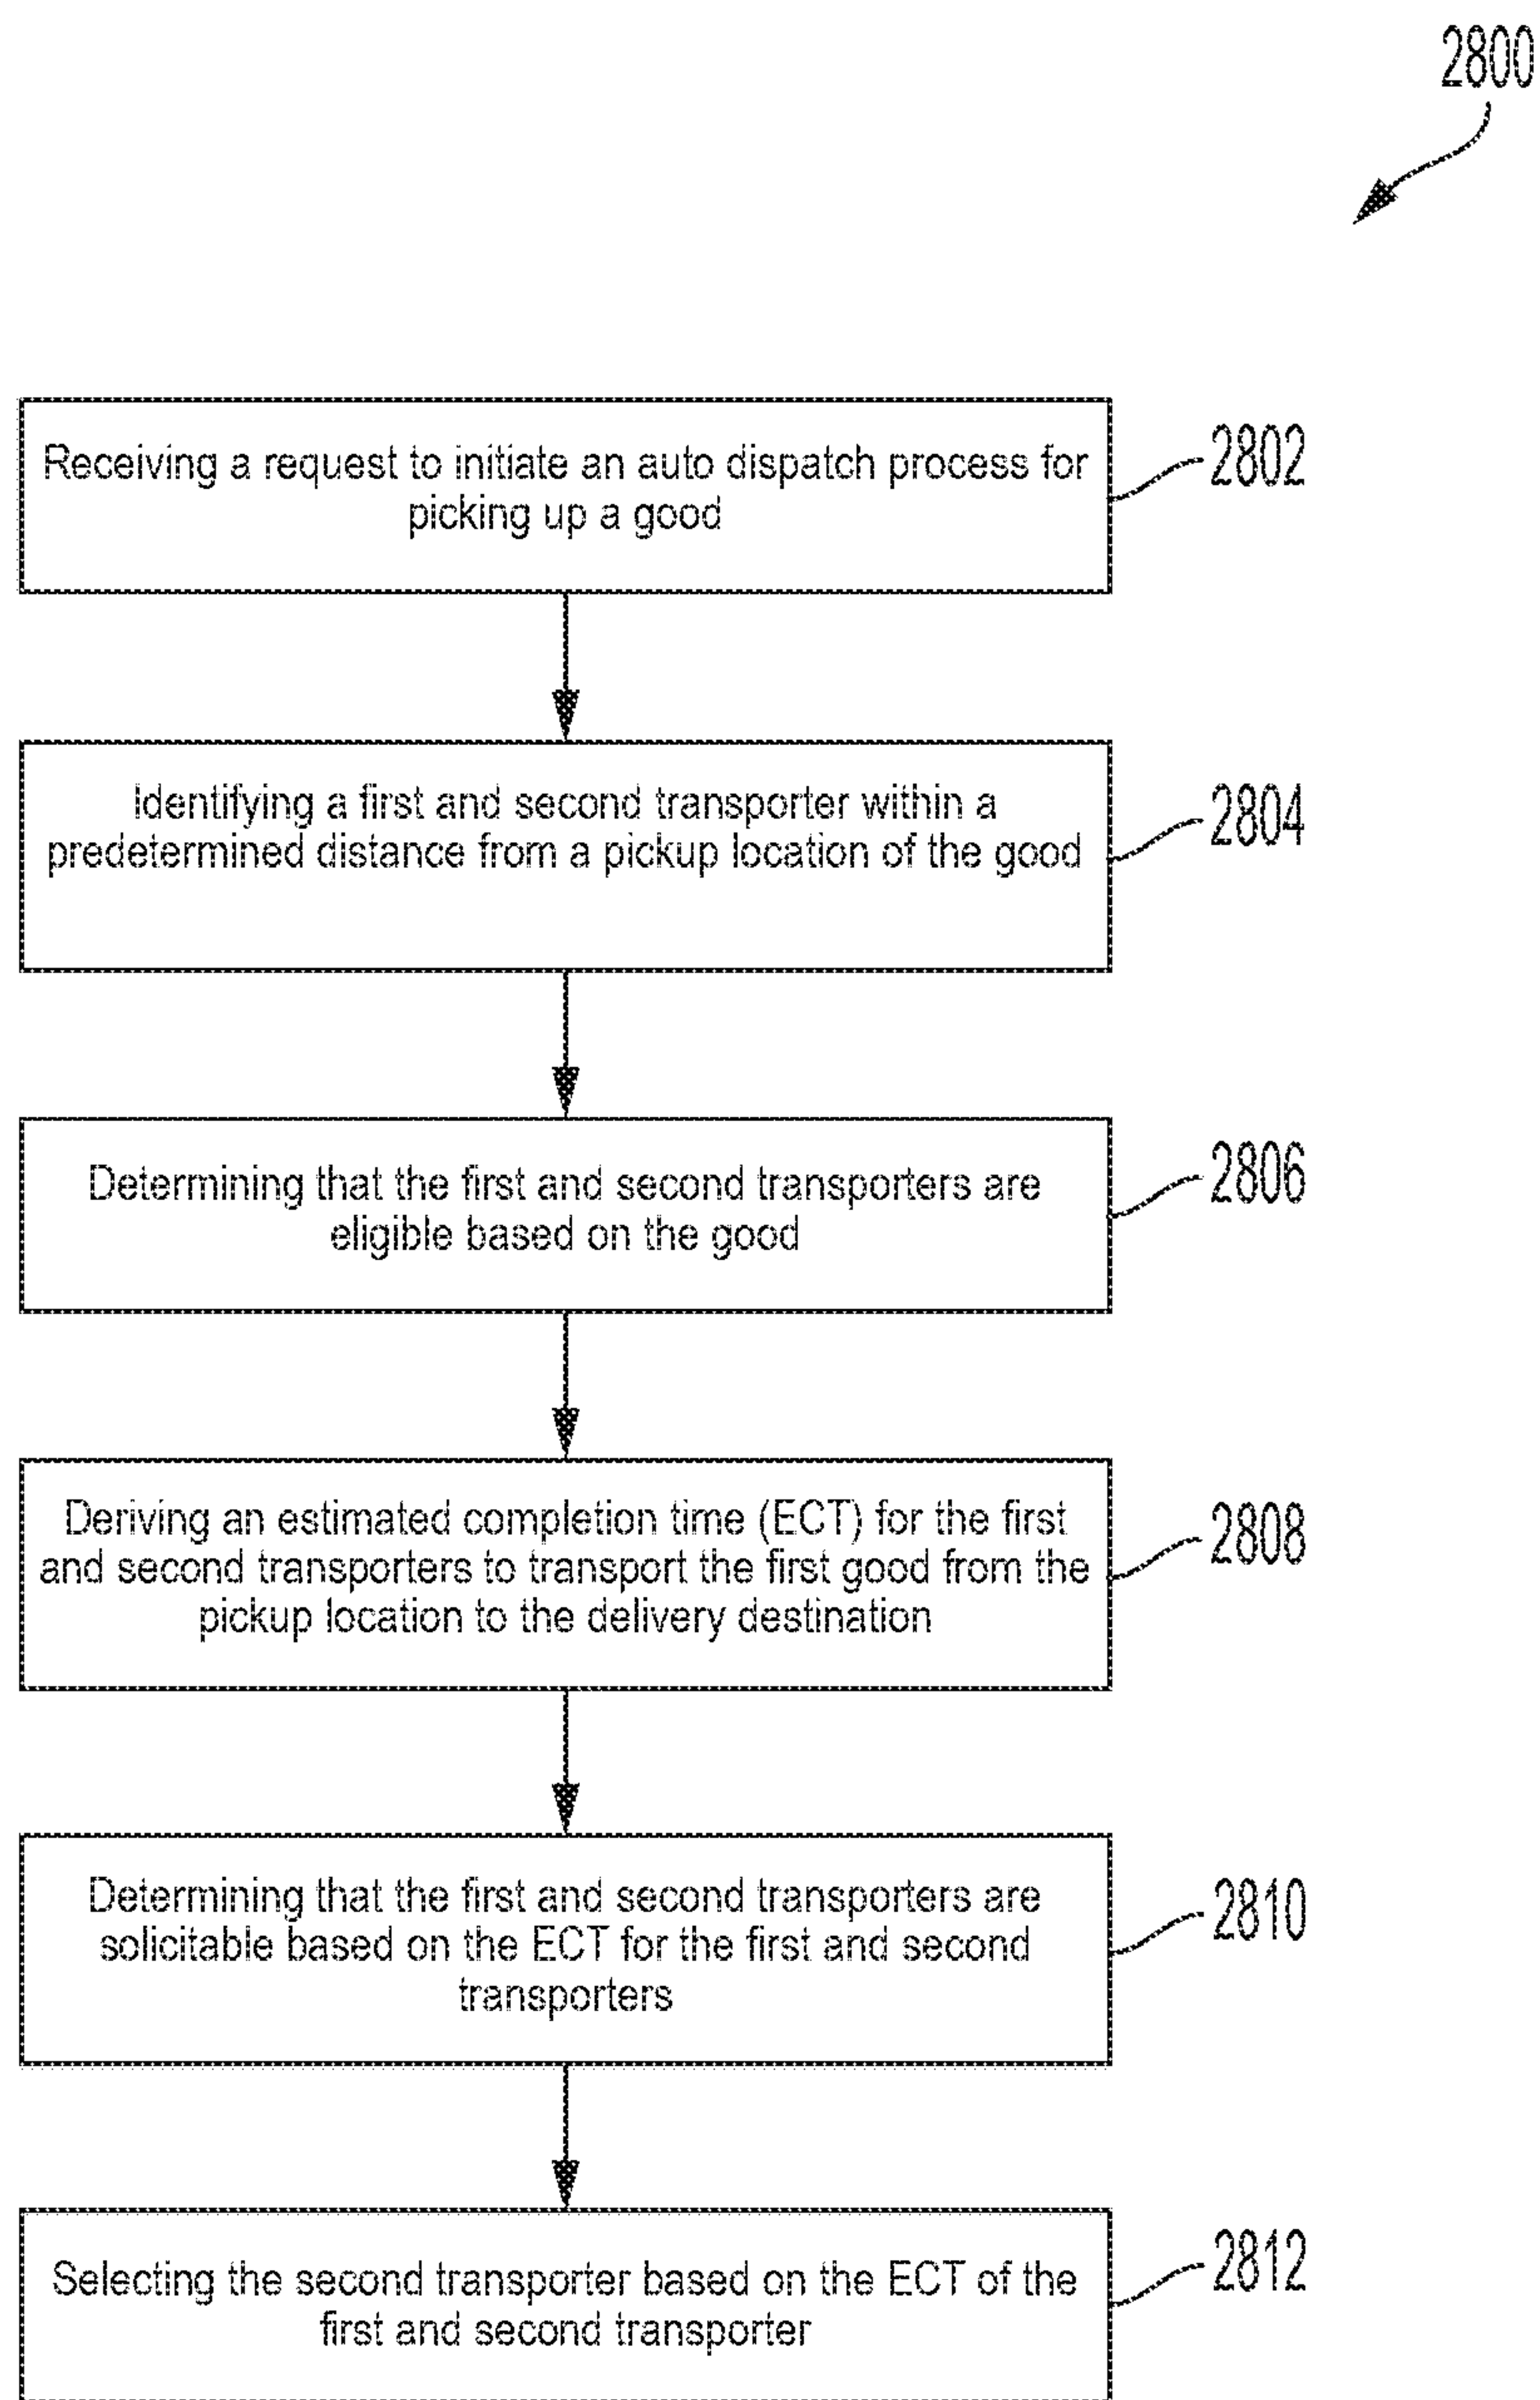 2800
Receiving a request to initiate an auto dispatch process for
picking up a good
2802
Identifying a first and second transporter within a
predetermined distance from a pickup location of the good
2804
Determining that the first and second transporters are
eligible based on the good
2806
Deriving an estimated completion time (ECT) for the first
and second transporters to transport the first good from the
pickup location to the delivery destination
2808
Determining that the first and second transporters are
solicitable based on the ECT for the first and second
transporters
2810
Selecting the second transporter based on the ECT of the
first and second transporter
2812